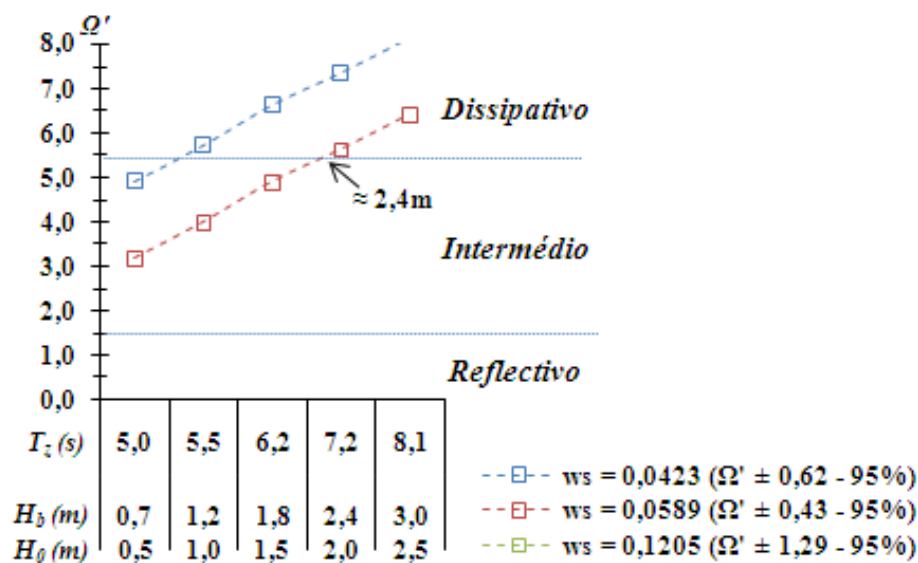 Ω'
8,0
7,0
6,0
5,0
4,0
3,0
2,0
1,0
0,0
Dissipativo
≈ 2,4m
Intermédio
Reflectivo
T_z (s) 5,0 5,5 6,2 7,2 8,1
H_b (m) 0,7 1,2 1,8 2,4 3,0
H_0 (m) 0,5 1,0 1,5 2,0 2,5
ws = 0,0423 (Ω' ± 0,62 - 95%)
ws = 0,0589 (Ω' ± 0,43 - 95%)
ws = 0,1205 (Ω' ± 1,29 - 95%)